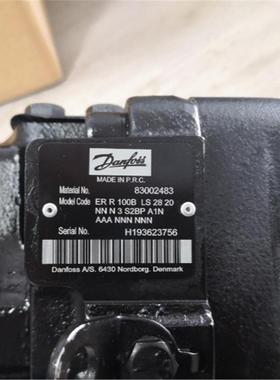 Danfoss
MADE IN P.R.C.
Material No. 83002483
Model Code ER R 100B LS 28 20
NN N 3 S2BP A1N
AAA NNN NNN
Serial No. H193623756
Danfoss A/S. 6430 Nordborg. Denmark